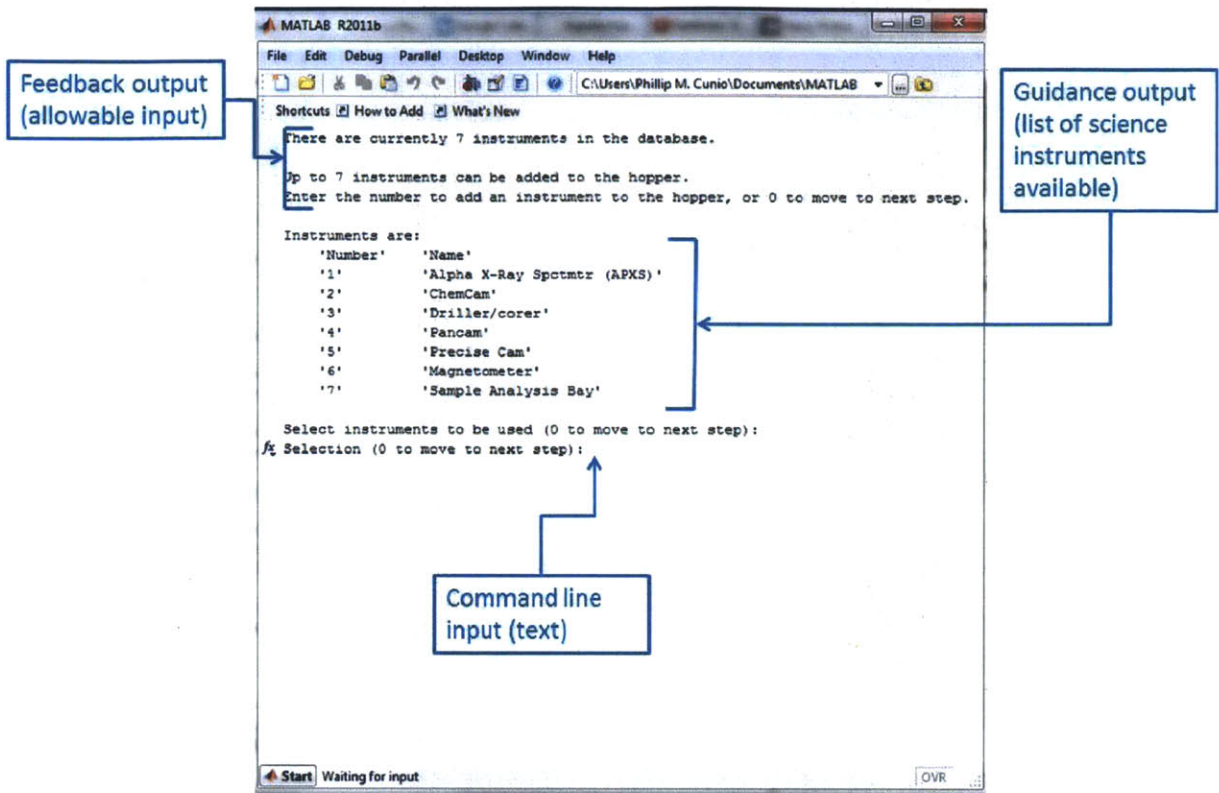 MATLAB R2011b
File Edit Debug Parallel Desktop Window Help
C:\Users\Phillip M. Cunio\Documents\MATLAB
Shortcuts How to Add What's New
There are currently 7 instruments in the database.
Up to 7 instruments can be added to the hopper.
Enter the number to add an instrument to the hopper, or 0 to move to next step.
Instruments are:
'Number' 'Name'
'1' 'Alpha X-Ray Spctmtr (APXS)'
'2' 'ChemCam'
'3' 'Driller/corer'
'4' 'Pancam'
'5' 'Precise Cam'
'6' 'Magnetometer'
'7' 'Sample Analysis Bay'
Select instruments to be used (0 to move to next step):
fx Selection (0 to move to next step):
Start Waiting for input
OVR
Feedback output
(allowable input)
Guidance output
(list of science
instruments
available)
Command line
input (text)